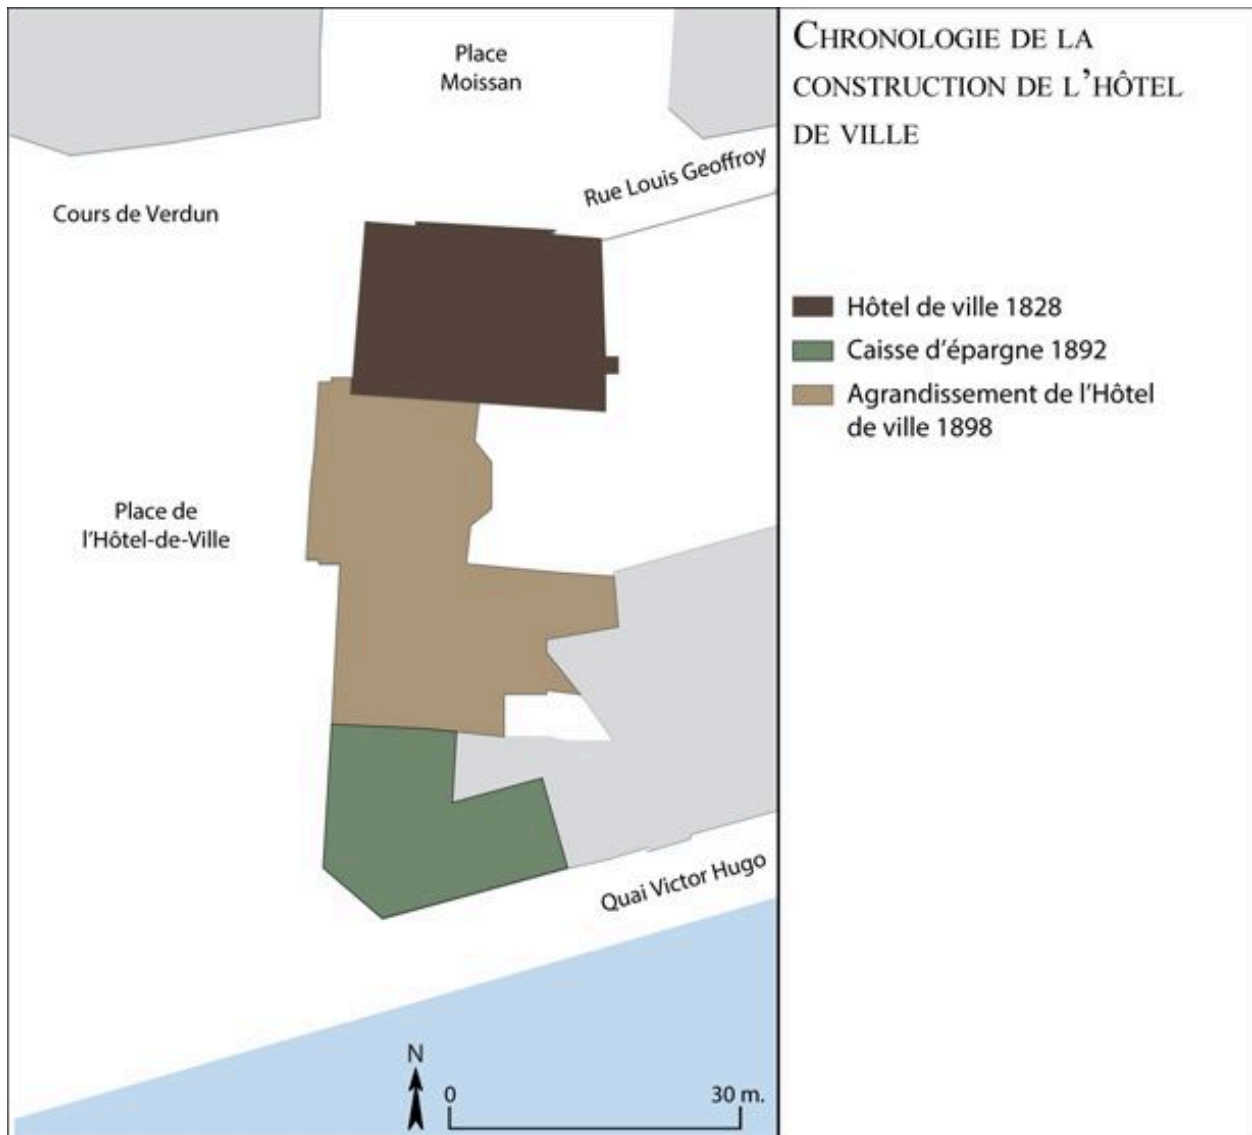 Place
Moissan
Rue Louis Geoffroy
Cours de Verdun
Place de
l'Hôtel-de-Ville
Quai Victor Hugo
N
0 30 m.
CHRONOLOGIE DE LA
CONSTRUCTION DE L'HÔTEL
DE VILLE
Hôtel de ville 1828
Caisse d'épargne 1892
Agrandissement de l'Hôtel
de ville 1898